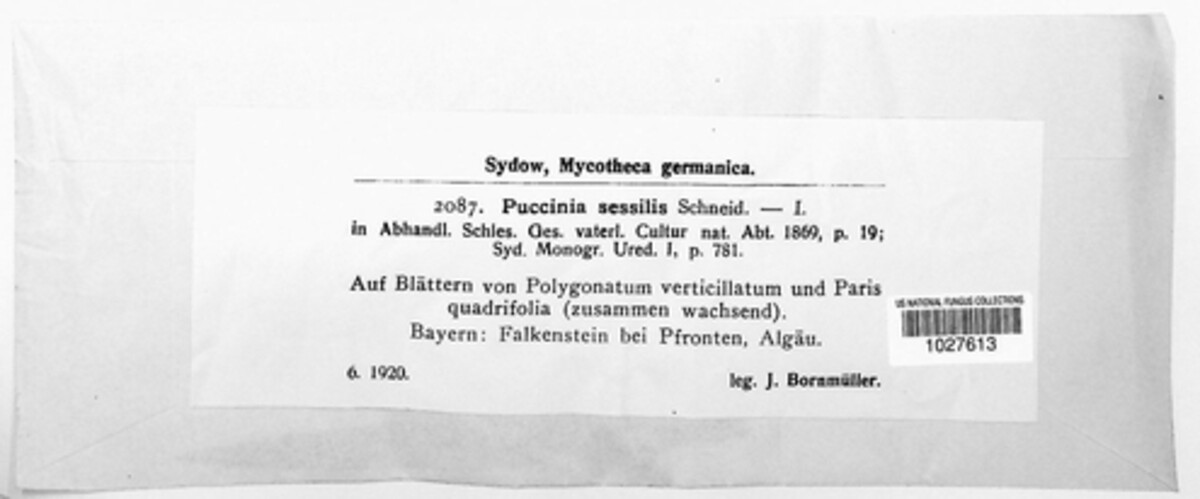 Sydow, Mycotheca germanica.
2087. Puccinia sessilis Schneid. — I.
in Abhandl. Schles. Ges. vaterl. Cultur nat. Abt. 1869, p. 19;
Syd. Monogr. Ured. I, p. 781.
Auf Blättern von Polygonatum verticillatum und Paris
quadrifolia (zusammen wachsend).
Bayern: Falkenstein bei Pfronten, Algäu.
6. 1920. leg. J. Bornmüller.
US NATIONAL FUNGUS COLLECTIONS
1027613